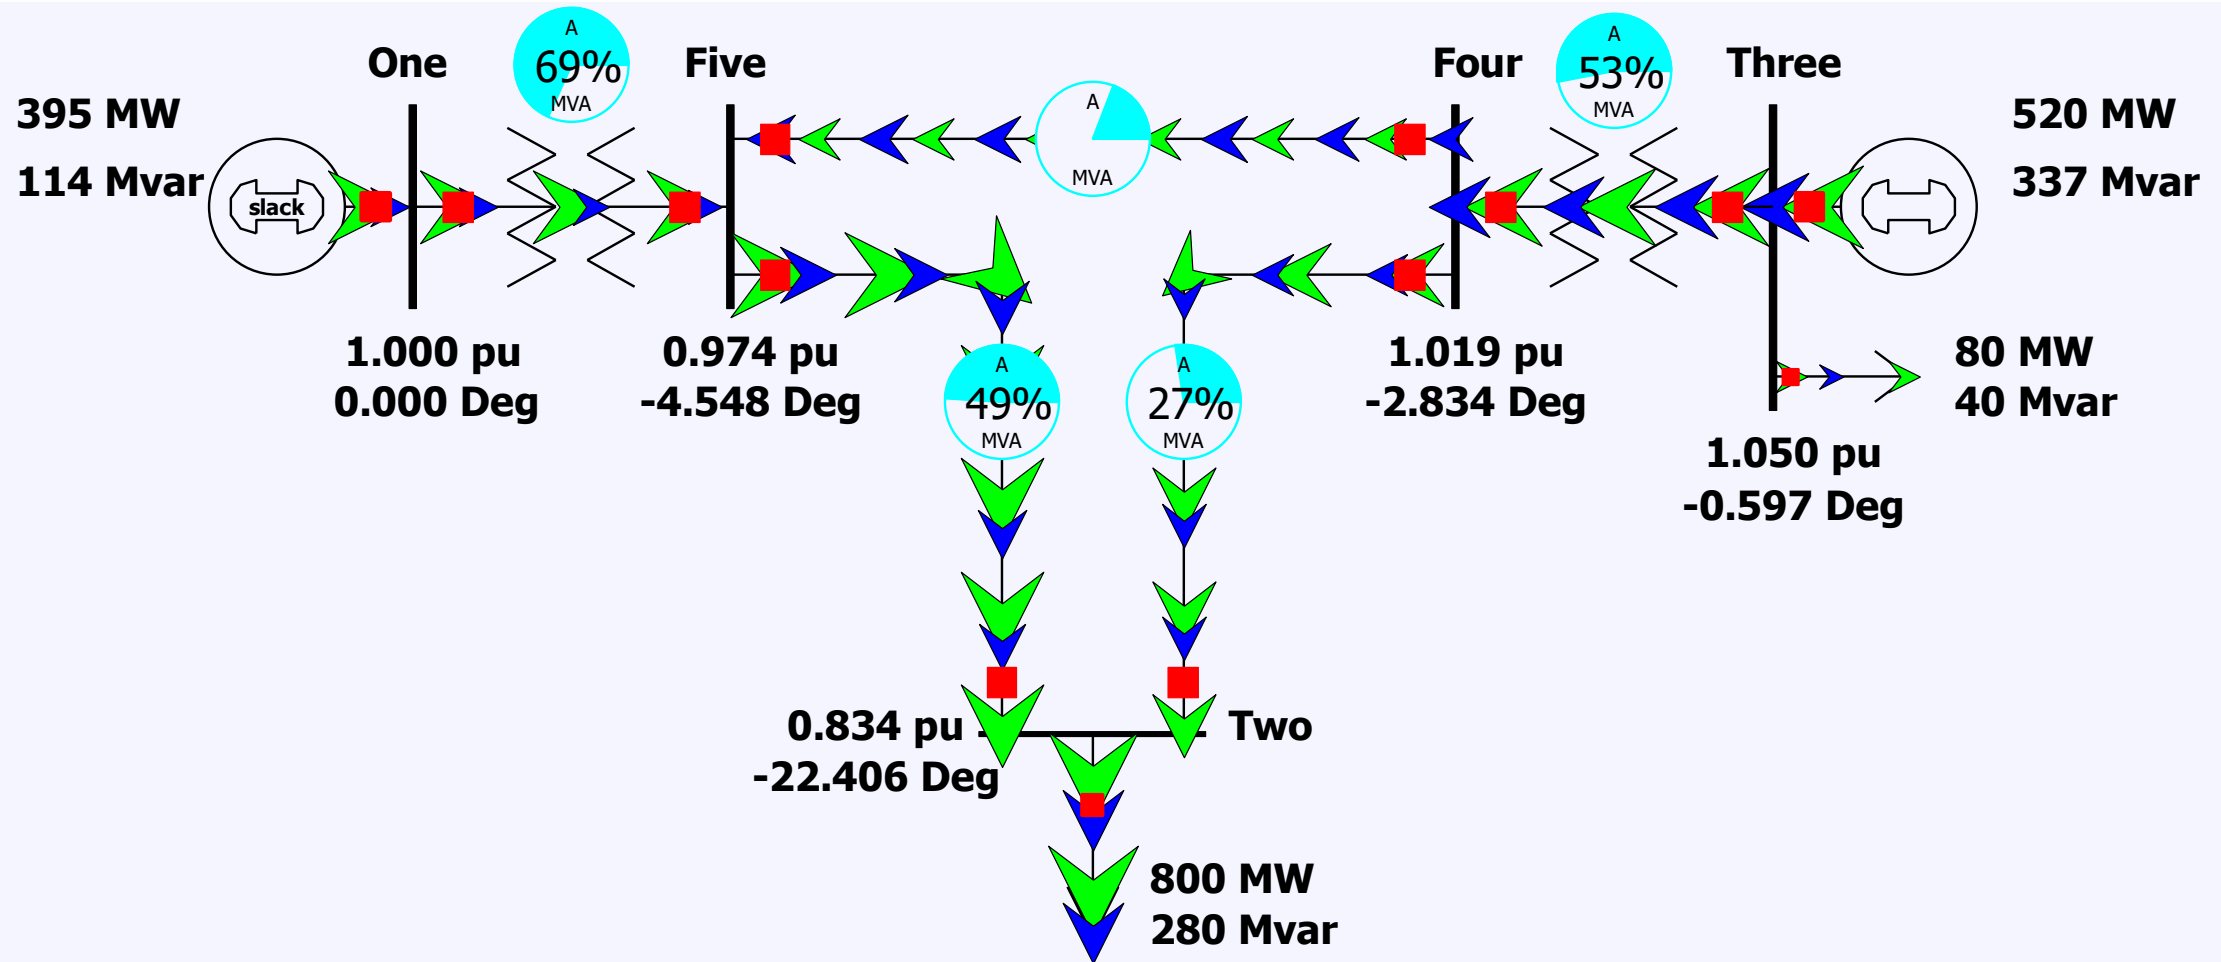 One
A
69%
MVA
Five
Four
A
53%
MVA
Three
395 MW
114 Mvar
slack
A
MVA
520 MW
337 Mvar
1.000 pu
0.000 Deg
0.974 pu
-4.548 Deg
A
49%
MVA
A
27%
MVA
1.019 pu
-2.834 Deg
80 MW
40 Mvar
1.050 pu
-0.597 Deg
0.834 pu
-22.406 Deg
Two
800 MW
280 Mvar